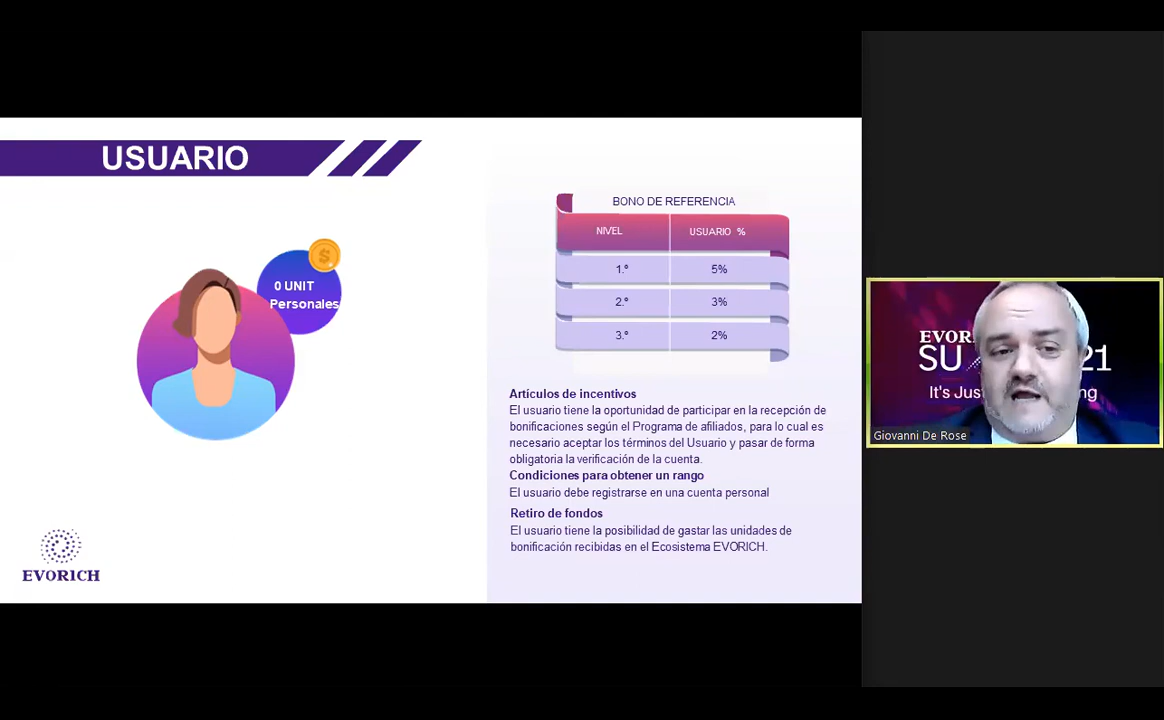 USUARIO
0 UNIT
Personales
EVORICH
BONO DE REFERENCIA
NIVEL USUARIO %
1.º 5%
2.º 3%
3.º 2%
Artículos de incentivos
El usuario tiene la oportunidad de participar en la recepción de
bonificaciones según el Programa de afiliados, para lo cual es
necesario aceptar los términos del Usuario y pasar de forma
obligatoria la verificación de la cuenta.
Condiciones para obtener un rango
El usuario debe registrarse en una cuenta personal
Retiro de fondos
El usuario tiene la posibilidad de gastar las unidades de
bonificación recibidas en el Ecosistema EVORICH.
EVORI
SU 21
It's Just ng
Giovanni De Rose